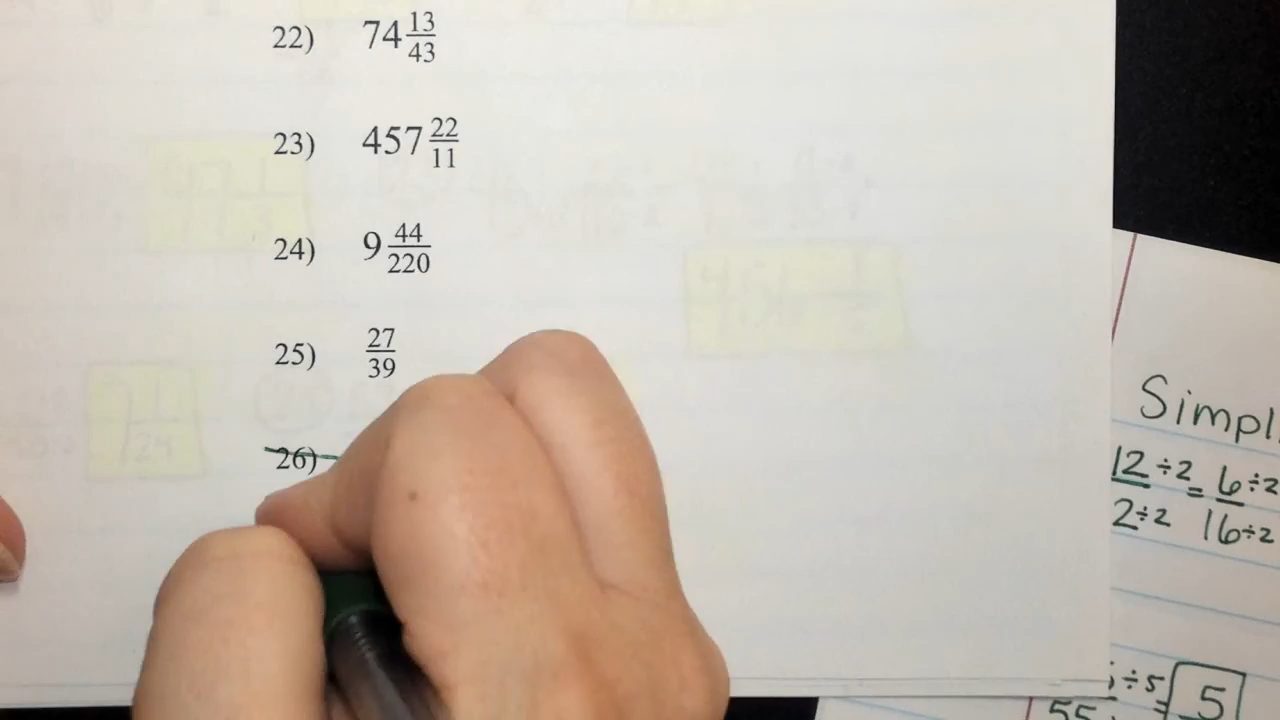 22) 74 13/43
23) 457 22/11
24) 9 44/220
25) 27/39
26)
Simpl
12÷2 = 6÷2
2÷2 16÷2
÷5 = 5
55